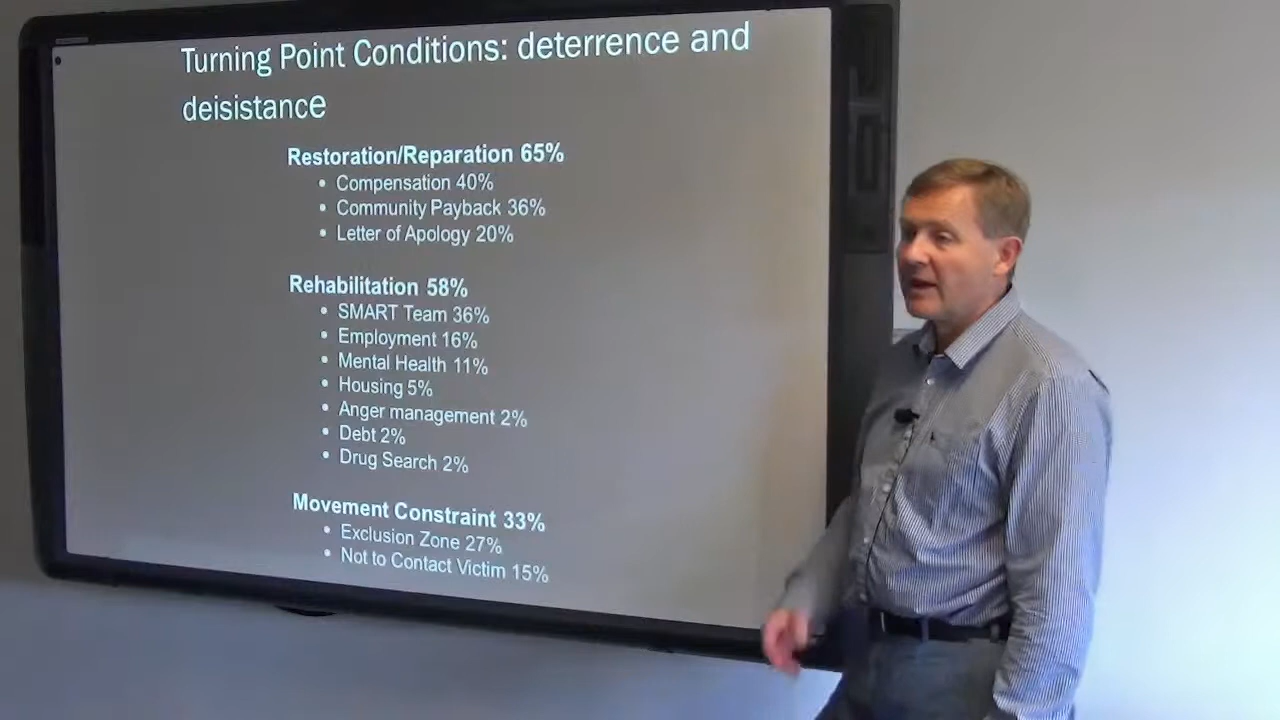 Turning Point Conditions: deterrence and
deisistance
Restoration/Reparation 65%
• Compensation 40%
• Community Payback 36%
• Letter of Apology 20%
Rehabilitation 58%
• SMART Team 36%
• Employment 16%
• Mental Health 11%
• Housing 5%
• Anger management 2%
• Debt 2%
• Drug Search 2%
Movement Constraint 33%
• Exclusion Zone 27%
• Not to Contact Victim 15%